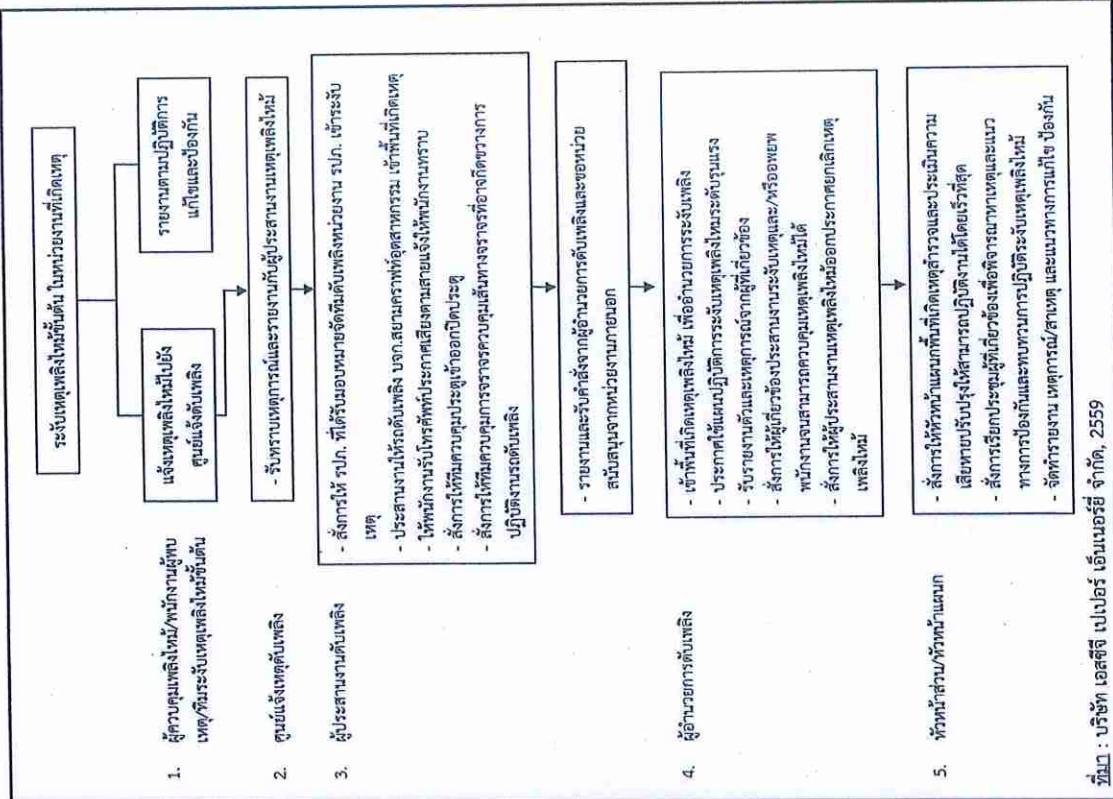 ระงับเหตุเพลิงไหม้ขั้นต้น ในหน่วยงานที่เกิดเหตุ
1. ผู้ควบคุมเพลิงไหม้/พนักงานผู้พบ
เหตุ/ทีมระงับเหตุเพลิงไหม้ขั้นต้น
แจ้งเหตุเพลิงไหม้ไปยัง
ศูนย์แจ้งดับเพลิง
รายงานตามปฏิบัติการ
แก้ไขและป้องกัน
2. ศูนย์แจ้งเหตุดับเพลิง
- รับทราบเหตุการณ์และรายงานกับผู้ประสานงานเหตุเพลิงไหม้
3. ผู้ประสานงานดับเพลิง
- สั่งการให้ รปภ. ที่ได้รับมอบหมายจัดทีมดับเพลิงหน่วยงาน รปภ. เข้าระงับ
เหตุ
- ประสานงานให้รถดับเพลิง บจก.สยามคราฟท์อุตสาหกรรม เข้าพื้นที่เกิดเหตุ
- ให้พนักงานรับโทรศัพท์ประกาศเสียงตามสายแจ้งให้พนักงานทราบ
- สั่งการให้ทีมควบคุมประตูเข้าออกปิดประตู
- สั่งการให้ทีมควบคุมการจราจรควบคุมเส้นทางจราจรที่อาจกีดขวางการ
ปฏิบัติงานรถดับเพลิง
- รายงานและรับคำสั่งจากผู้อำนวยการดับเพลิงและขอหน่วย
สนับสนุนจากหน่วยงานภายนอก
4. ผู้อำนวยการดับเพลิง
- เข้าพื้นที่เกิดเหตุเพลิงไหม้ เพื่ออำนวยการระงับเพลิง
- ประกาศใช้แผนปฏิบัติการระงับเหตุเพลิงไหม้ระดับรุนแรง
- รับรายงานตัวและเหตุการณ์จากผู้ที่เกี่ยวข้อง
- สั่งการให้ผู้เกี่ยวข้องประสานงานระงับเหตุและ/หรืออพยพ
พนักงานจนสามารถควบคุมเหตุเพลิงไหม้ได้
- สั่งการให้ผู้ประสานงานเหตุเพลิงไหม้ออกประกาศยกเลิกเหตุ
เพลิงไหม้
5. หัวหน้าส่วน/หัวหน้าแผนก
- สั่งการให้หัวหน้าแผนกพื้นที่เกิดเหตุสำรวจและประเมินความ
เสียหายปรับปรุงให้สามารถปฏิบัติงานได้โดยเร็วที่สุด
- สั่งการเรียกประชุมผู้ที่เกี่ยวข้องเพื่อพิจารณาหาเหตุและแนว
ทางการป้องกันและทบทวนการปฏิบัติระงับเหตุเพลิงไหม้
- จัดทำรายงาน เหตุการณ์/สาเหตุ และแนวทางการแก้ไข ป้องกัน
ที่มา : บริษัท เอสซีจี เปเปอร์ เอ็นเนอร์ยี่ จำกัด, 2559